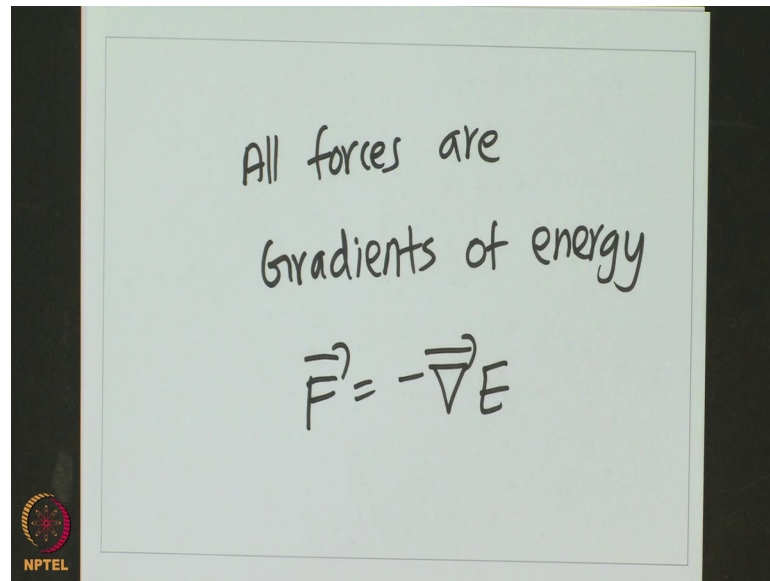 All forces are
Gradients of energy
F⃗ = -∇⃗E
NPTEL